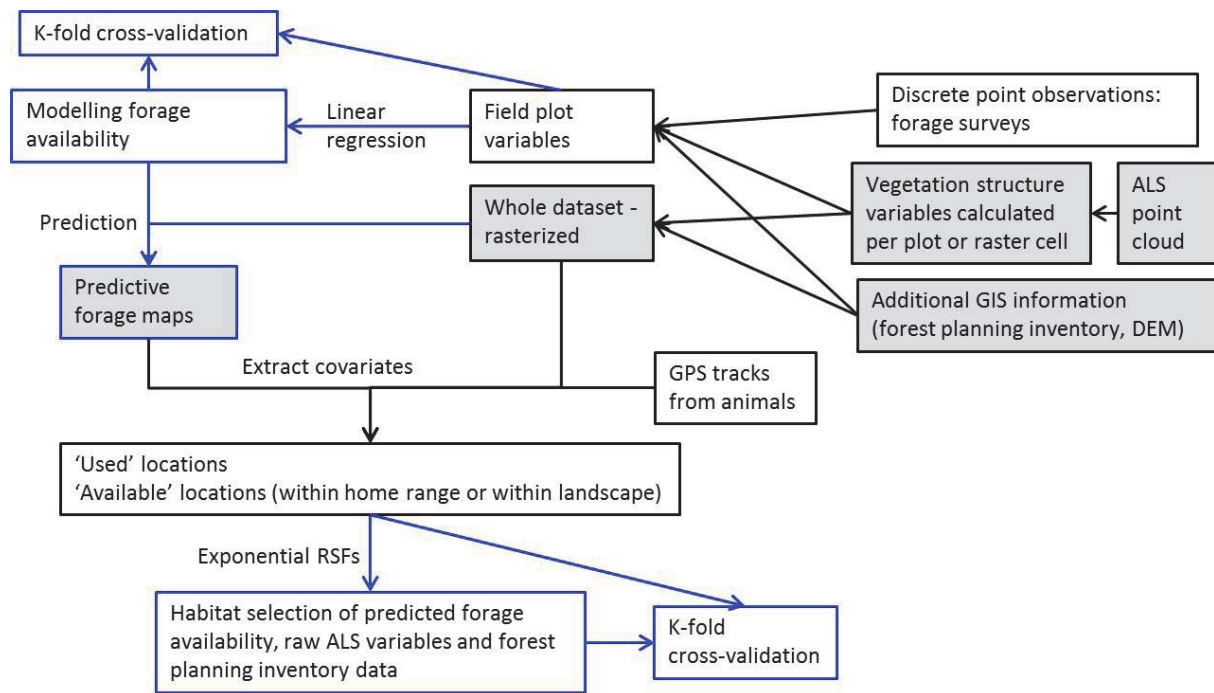 K-fold cross-validation
Modelling forage
availability
Linear
regression
Field plot
variables
Discrete point observations:
forage surveys
Vegetation structure
variables calculated
per plot or raster cell
ALS
point
cloud
Prediction
Whole dataset -
rasterized
Predictive
forage maps
Additional GIS information
(forest planning inventory, DEM)
Extract covariates
GPS tracks
from animals
‘Used’ locations
‘Available’ locations (within home range or within landscape)
Exponential RSFs
Habitat selection of predicted forage
availability, raw ALS variables and forest
planning inventory data
K-fold
cross-validation